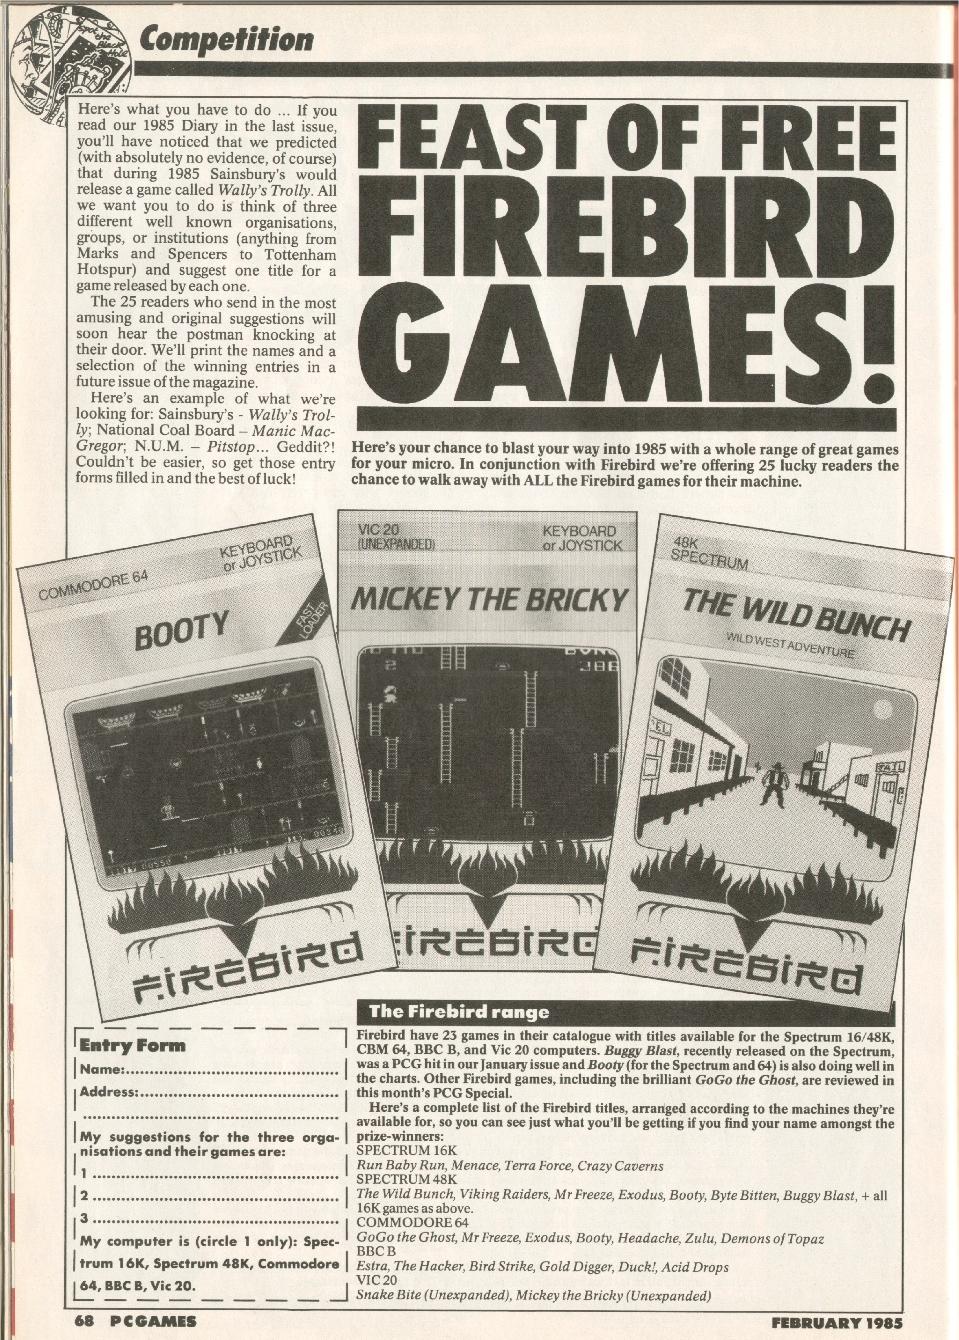 Competition
Here's what you have to do ... If you
read our 1985 Diary in the last issue,
you'll have noticed that we predicted
(with absolutely no evidence, of course)
that during 1985 Sainsbury's would
release a game called Wally's Trolly. All
we want you to do is think of three
different well known organisations,
groups, or institutions (anything from
Marks and Spencers to Tottenham
Hotspur) and suggest one title for a
game released by each one.
The 25 readers who send in the most
amusing and original suggestions will
soon hear the postman knocking at
their door. We'll print the names and a
selection of the winning entries in a
future issue of the magazine.
Here's an example of what we're
looking for: Sainsbury's - Wally's Trol-
ly; National Coal Board – Manic Mac-
Gregor; N.U.M. – Pitstop... Geddit?!
Couldn't be easier, so get those entry
forms filled in and the best of luck!
FEAST OF FREE
FIREBIRD
GAMES!
Here's your chance to blast your way into 1985 with a whole range of great games
for your micro. In conjunction with Firebird we're offering 25 lucky readers the
chance to walk away with ALL the Firebird games for their machine.
COMMODORE 64
KEYBOARD
or JOYSTICK
BOOTY
FAST
LOADER
FIREBIRD
VIC 20
(UNEXPANDED)
KEYBOARD
or JOYSTICK
MICKEY THE BRICKY
FIREBIRD
48K
SPECTRUM
THE WILD BUNCH
WILD WEST ADVENTURE
JAIL
FIREBIRD
The Firebird range
Firebird have 23 games in their catalogue with titles available for the Spectrum 16/48K,
CBM 64, BBC B, and Vic 20 computers. Buggy Blast, recently released on the Spectrum,
was a PCG hit in our January issue and Booty (for the Spectrum and 64) is also doing well in
the charts. Other Firebird games, including the brilliant GoGo the Ghost, are reviewed in
this month's PCG Special.
Here's a complete list of the Firebird titles, arranged according to the machines they're
available for, so you can see just what you'll be getting if you find your name amongst the
prize-winners:
SPECTRUM 16K
Run Baby Run, Menace, Terra Force, Crazy Caverns
SPECTRUM 48K
The Wild Bunch, Viking Raiders, Mr Freeze, Exodus, Booty, Byte Bitten, Buggy Blast, + all
16K games as above.
COMMODORE 64
GoGo the Ghost, Mr Freeze, Exodus, Booty, Headache, Zulu, Demons of Topaz
BBC B
Estra, The Hacker, Bird Strike, Gold Digger, Duck!, Acid Drops
VIC 20
Snake Bite (Unexpanded), Mickey the Bricky (Unexpanded)
Entry Form
Name:
Address:
My suggestions for the three orga-
nisations and their games are:
1
2
3
My computer is (circle 1 only): Spec-
trum 16K, Spectrum 48K, Commodore
64, BBC B, Vic 20.
68 PCGAMES
FEBRUARY 1985